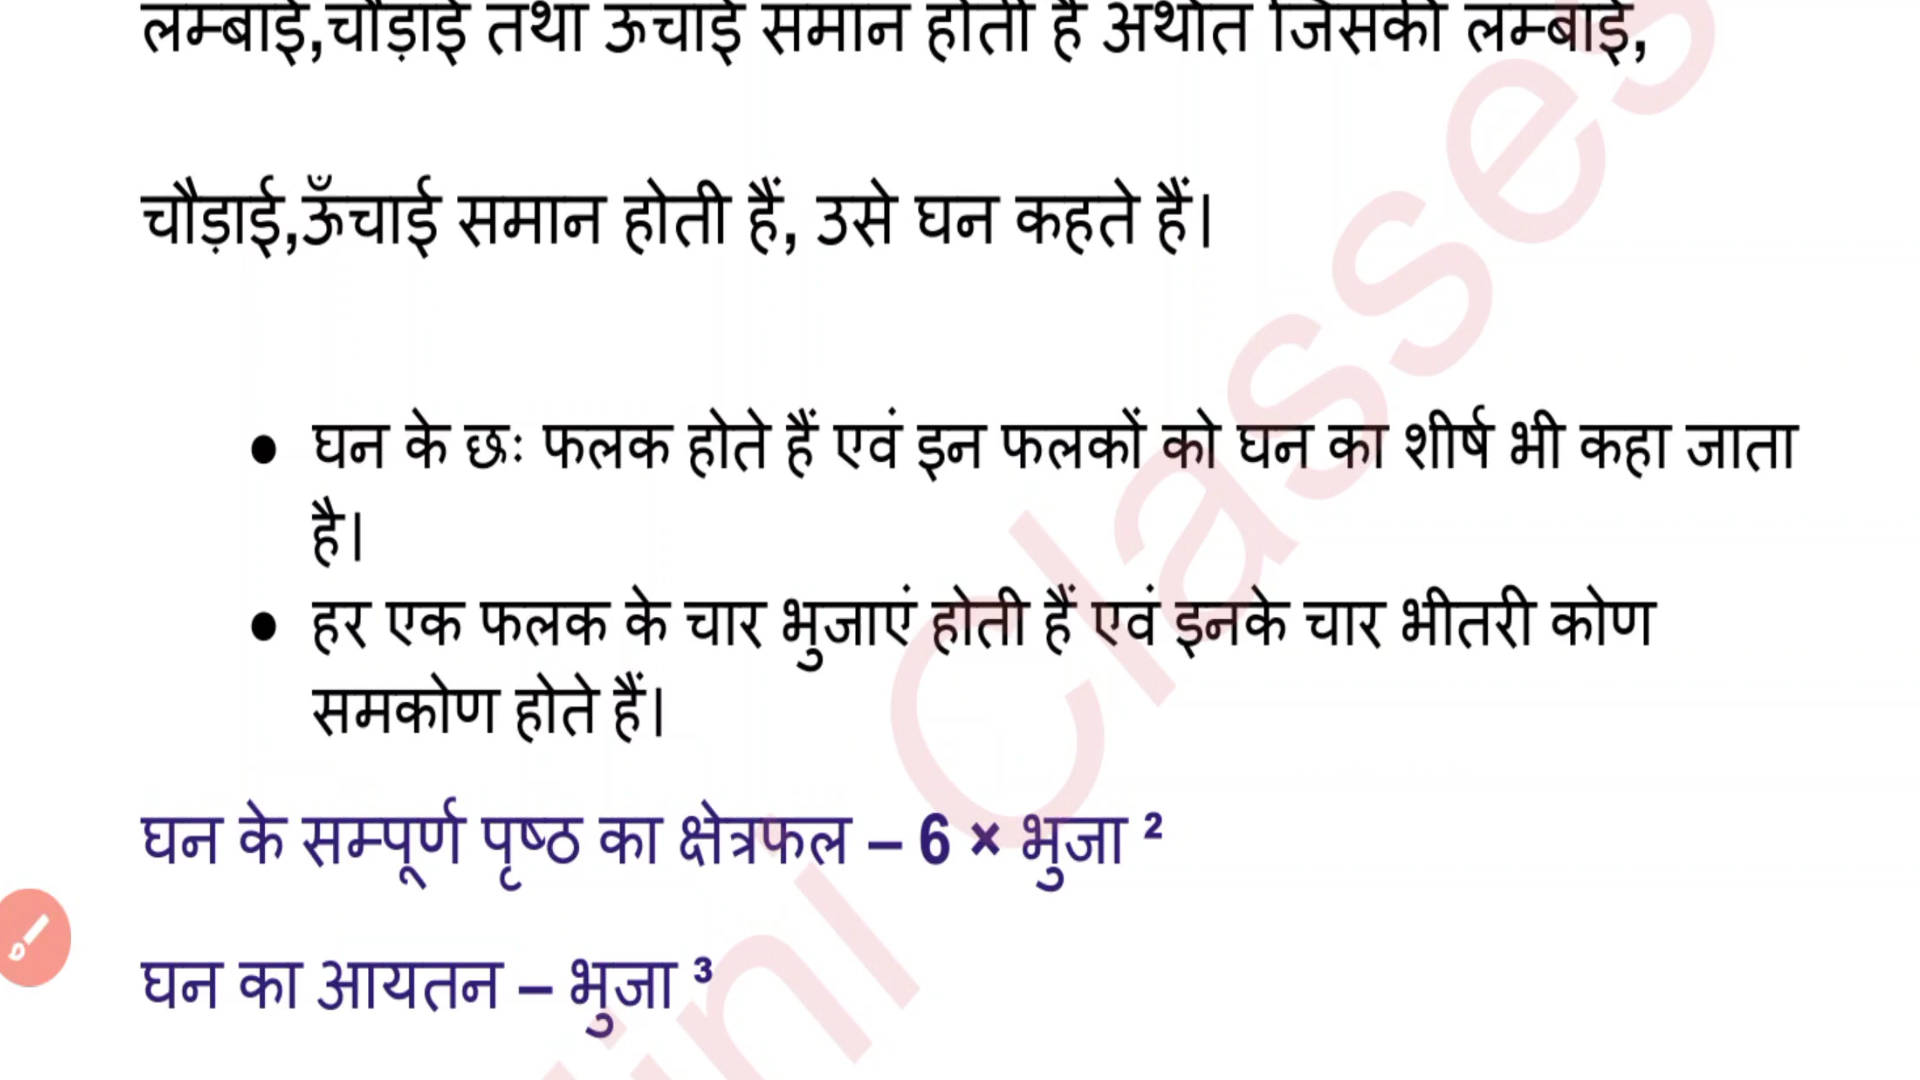 लम्बाई,चौड़ाई तथा ऊँचाई समान होती हैं अर्थात जिसकी लम्बाई,
चौड़ाई,ऊँचाई समान होती हैं, उसे घन कहते हैं।
● घन के छः फलक होते हैं एवं इन फलकों को घन का शीर्ष भी कहा जाता
है।
● हर एक फलक के चार भुजाएं होती हैं एवं इनके चार भीतरी कोण
समकोण होते हैं।
घन के सम्पूर्ण पृष्ठ का क्षेत्रफल – 6 × भुजा ²
घन का आयतन – भुजा ³
Classes